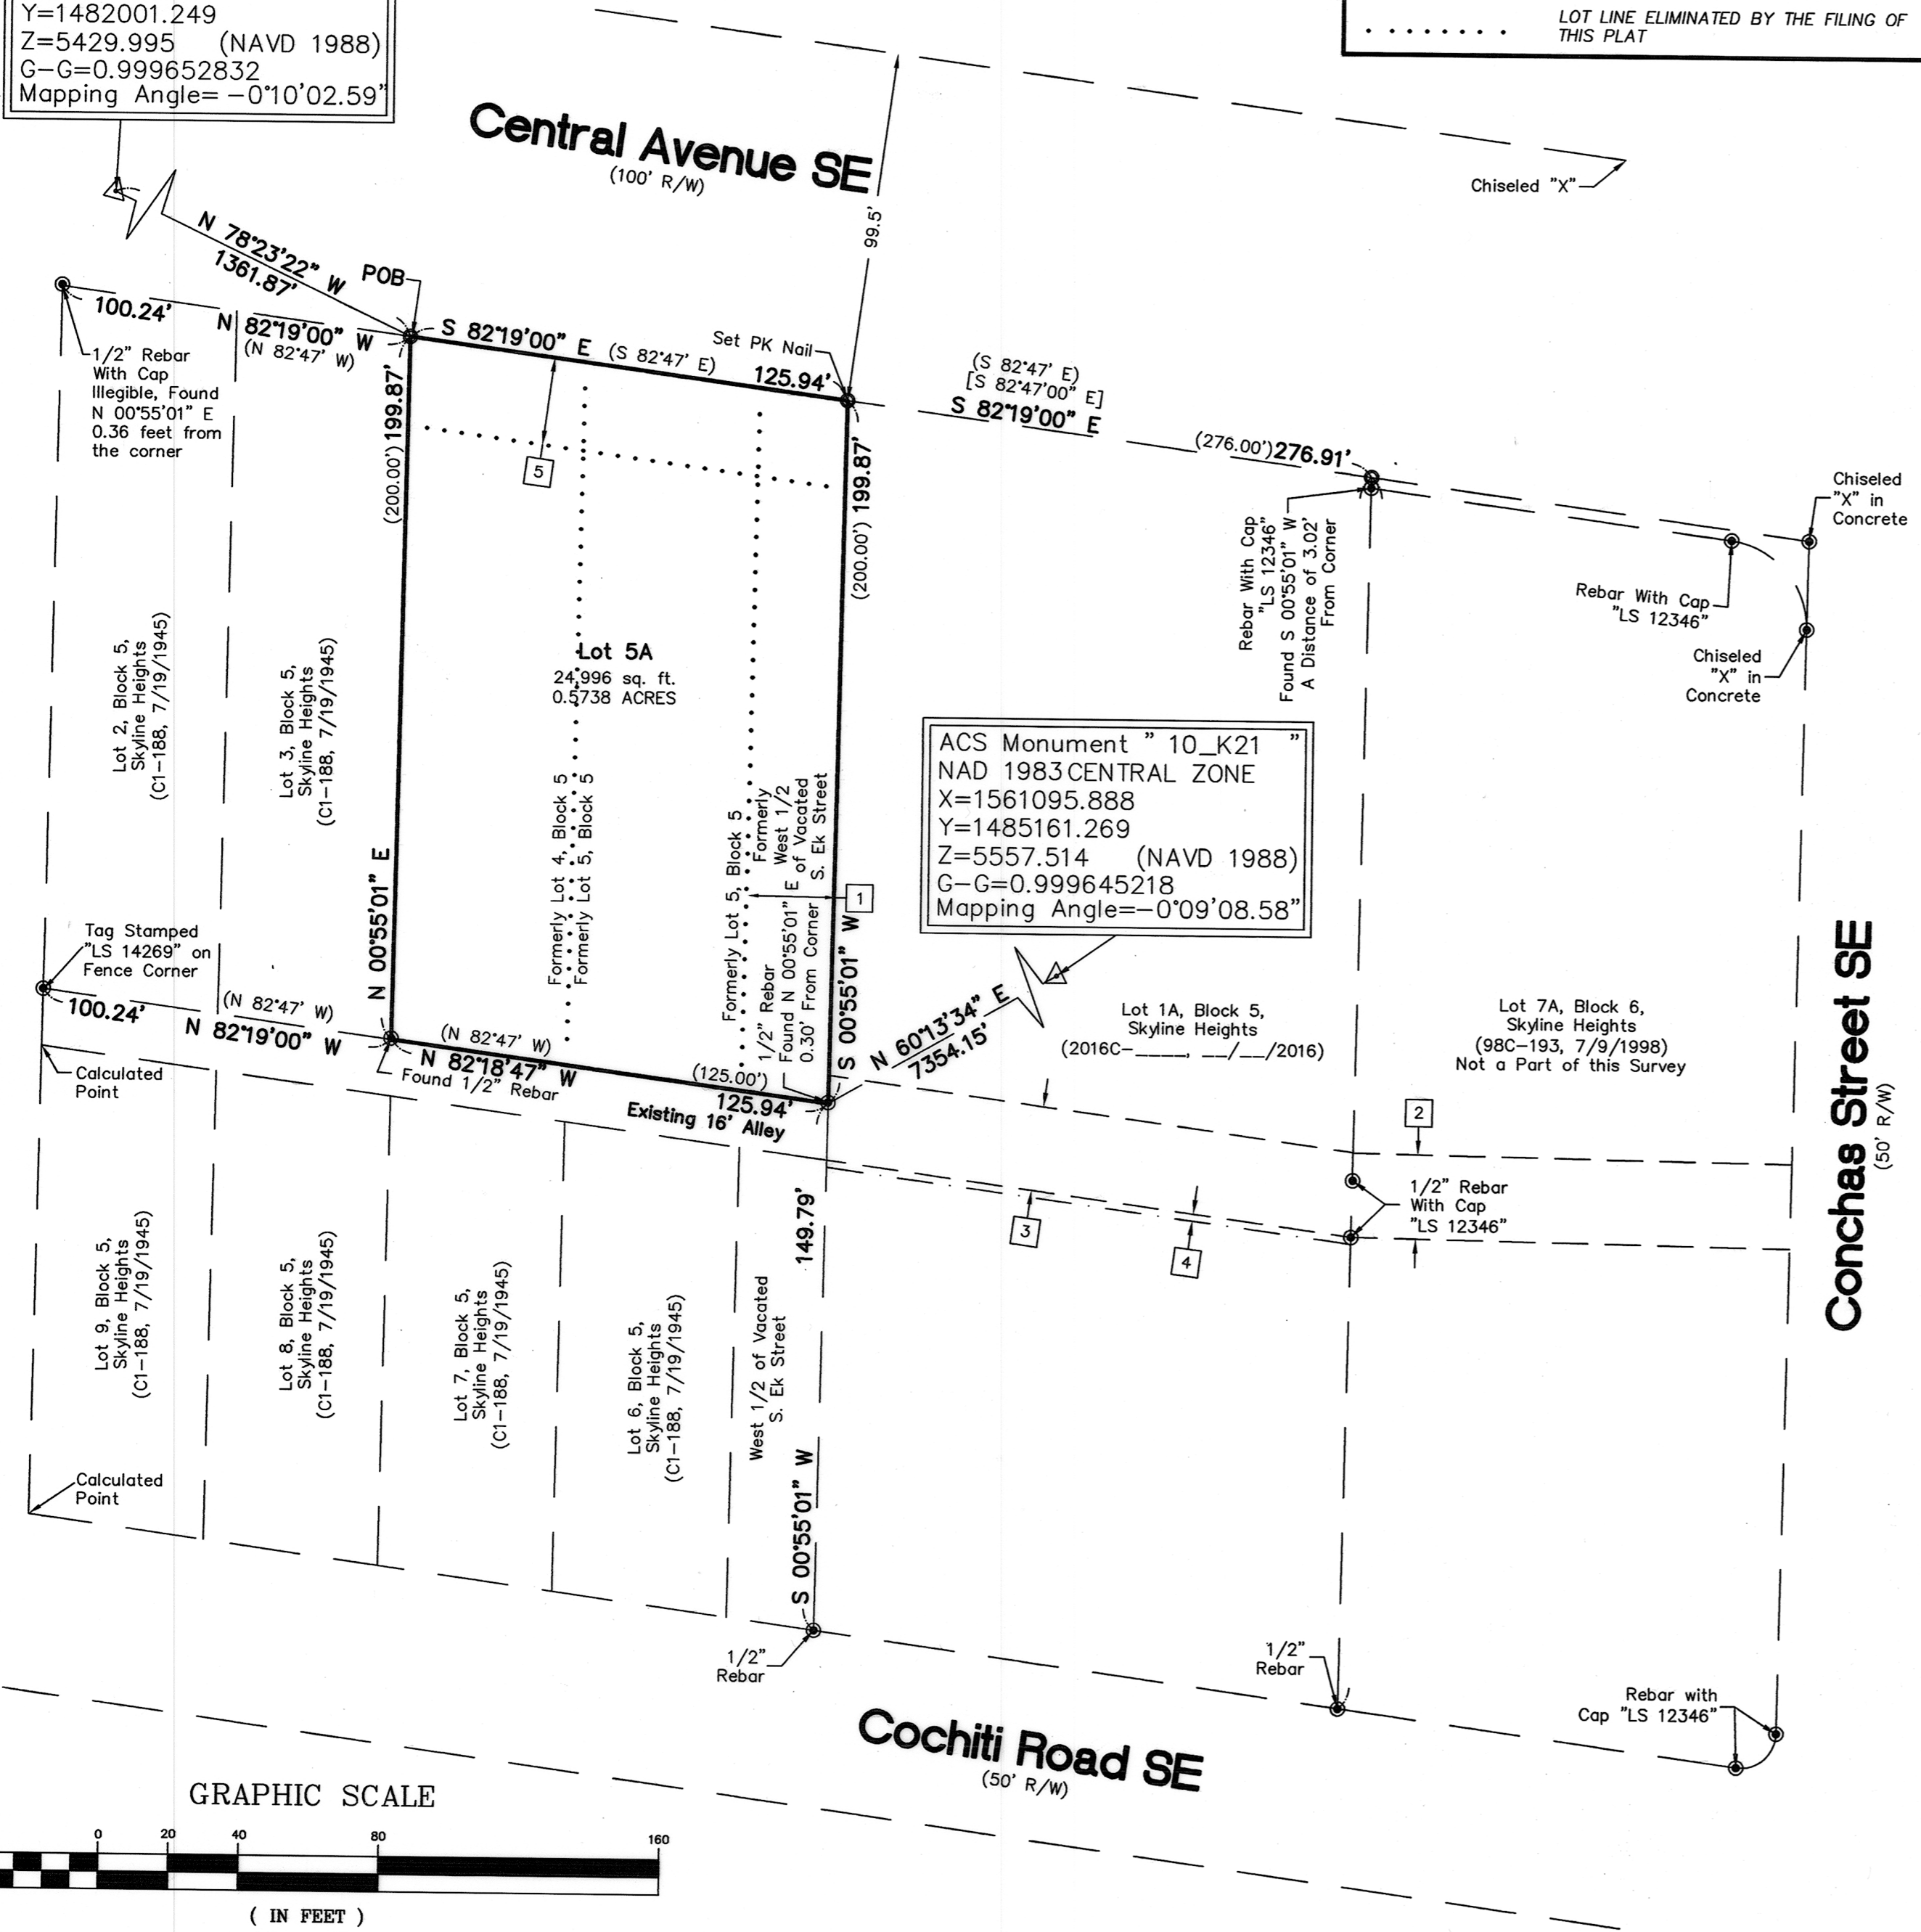 Y=1482001.249
Z=5429.995 (NAVD 1988)
G-G=0.999652832
Mapping Angle= -0°10'02.59"
LOT LINE ELIMINATED BY THE FILING OF
THIS PLAT
Central Avenue SE
(100' R/W)
99.5'
Chiseled "X"
N 78°23'22" W
1361.87'
POB
100.24'
N 82°19'00" W
(N 82°47' W)
1/2" Rebar
With Cap
Illegible, Found
N 00°55'01" E
0.36 feet from
the corner
S 82°19'00" E (S 82°47' E)
125.94'
Set PK Nail
(S 82°47' E)
[S 82°47'00" E]
S 82°19'00" E
(276.00') 276.91'
(200.00') 199.87'
(200.00') 199.87'
5
Chiseled
"X" in
Concrete
Rebar With Cap
"LS 12346"
Found S 00°55'01" W
A Distance of 3.02'
From Corner
Rebar With Cap
"LS 12346"
Chiseled
"X" in
Concrete
Lot 2, Block 5,
Skyline Heights
(C1-188, 7/19/1945)
Lot 3, Block 5,
Skyline Heights
(C1-188, 7/19/1945)
Lot 5A
24,996 sq. ft.
0.5738 ACRES
ACS Monument " 10_K21 "
NAD 1983 CENTRAL ZONE
X=1561095.888
Y=1485161.269
Z=5557.514 (NAVD 1988)
G-G=0.999645218
Mapping Angle=-0°09'08.58"
N 00°55'01" E
Formerly Lot 4, Block 5
Formerly Lot 5, Block 5
Formerly Lot 5, Block 5
Formerly
West 1/2
of Vacated
S. Ek Street
1
1/2" Rebar
Found N 00°55'01" E
0.30' From Corner
S 00°55'01" W
Tag Stamped
"LS 14269" on
Fence Corner
100.24'
(N 82°47' W)
N 82°19'00" W
Calculated
Point
(N 82°47' W)
N 82°18'47" W
Found 1/2" Rebar
(125.00')
125.94'
Existing 16' Alley
N 60°13'34" E
7354.15'
Lot 1A, Block 5,
Skyline Heights
(2016C-____, __/__/2016)
Lot 7A, Block 6,
Skyline Heights
(98C-193, 7/9/1998)
Not a Part of this Survey
Conchas Street SE
(50' R/W)
2
3
4
1/2" Rebar
With Cap
"LS 12346"
149.79'
Lot 9, Block 5,
Skyline Heights
(C1-188, 7/19/1945)
Lot 8, Block 5,
Skyline Heights
(C1-188, 7/19/1945)
Lot 7, Block 5,
Skyline Heights
(C1-188, 7/19/1945)
Lot 6, Block 5,
Skyline Heights
(C1-188, 7/19/1945)
West 1/2 of Vacated
S. Ek Street
S 00°55'01" W
Calculated
Point
1/2"
Rebar
1/2"
Rebar
Rebar with
Cap "LS 12346"
Cochiti Road SE
(50' R/W)
GRAPHIC SCALE
0 20 40 80 160
( IN FEET )